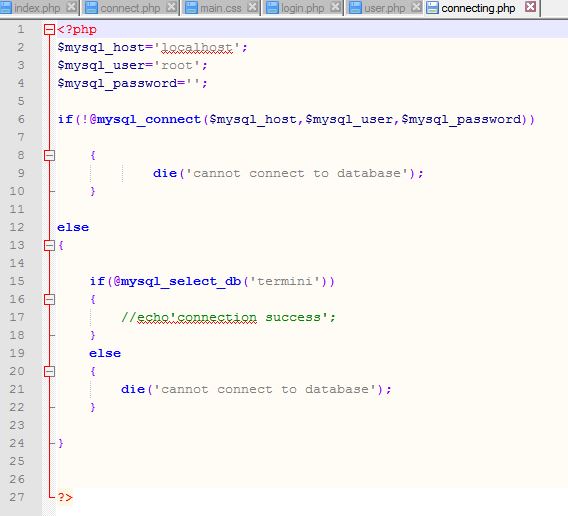 index.php connect.php main.css login.php user.php connecting.php
1 <?php
2 $mysql_host='localhost';
3 $mysql_user='root';
4 $mysql_password='';
5
6 if(!@mysql_connect($mysql_host,$mysql_user,$mysql_password))
7
8 {
9 die('cannot connect to database');
10 }
11
12 else
13 {
14
15 if(@mysql_select_db('termini'))
16 {
17 //echo'connection success';
18 }
19 else
20 {
21 die('cannot connect to database');
22 }
23
24 }
25
26
27 ?>